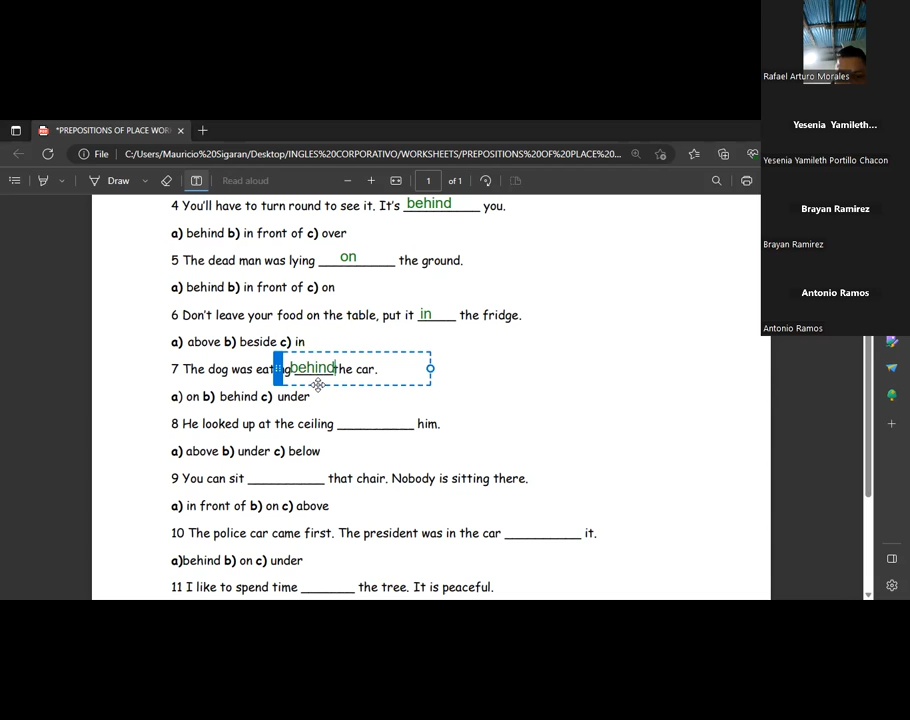 Rafael Arturo Morales
*PREPOSITIONS OF PLACE WOR
Yesenia Yamileth...
File
C:/Users/Mauricio%20Sigaran/Desktop/INGLES%20CORPORATIVO/WORKSHEETS/PREPOSITIONS%20OF%20PLACE%20...
Yesenia Yamileth Portillo Chacon
Draw
Read aloud
1
of 1
Brayan Ramirez
Brayan Ramirez
Antonio Ramos
Antonio Ramos
4 You'll have to turn round to see it. It's behind you.
a) behind b) in front of c) over
5 The dead man was lying on the ground.
a) behind b) in front of c) on
6 Don't leave your food on the table, put it in the fridge.
a) above b) beside c) in
7 The dog was eating behind the car.
a) on b) behind c) under
8 He looked up at the ceiling __________ him.
a) above b) under c) below
9 You can sit __________ that chair. Nobody is sitting there.
a) in front of b) on c) above
10 The police car came first. The president was in the car __________ it.
a)behind b) on c) under
11 I like to spend time _______ the tree. It is peaceful.